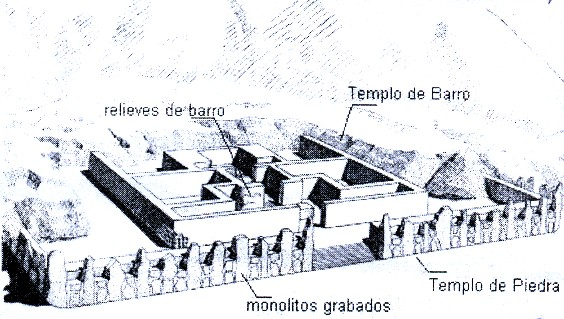 Templo de Barro
relieves de barro
Templo de Piedra
monolitos grabados